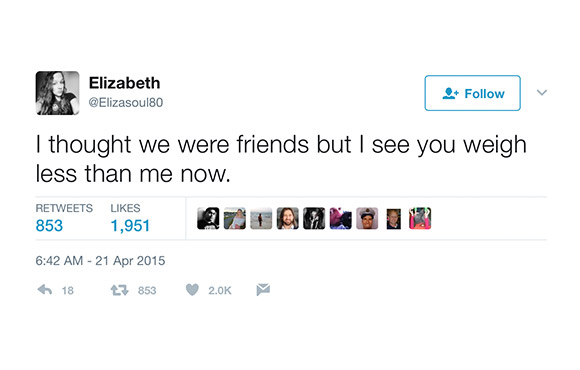 Elizabeth
@Elizasoul80
Follow
I thought we were friends but I see you weigh
less than me now.
RETWEETS LIKES
853 1,951
6:42 AM - 21 Apr 2015
18 853 2.0K